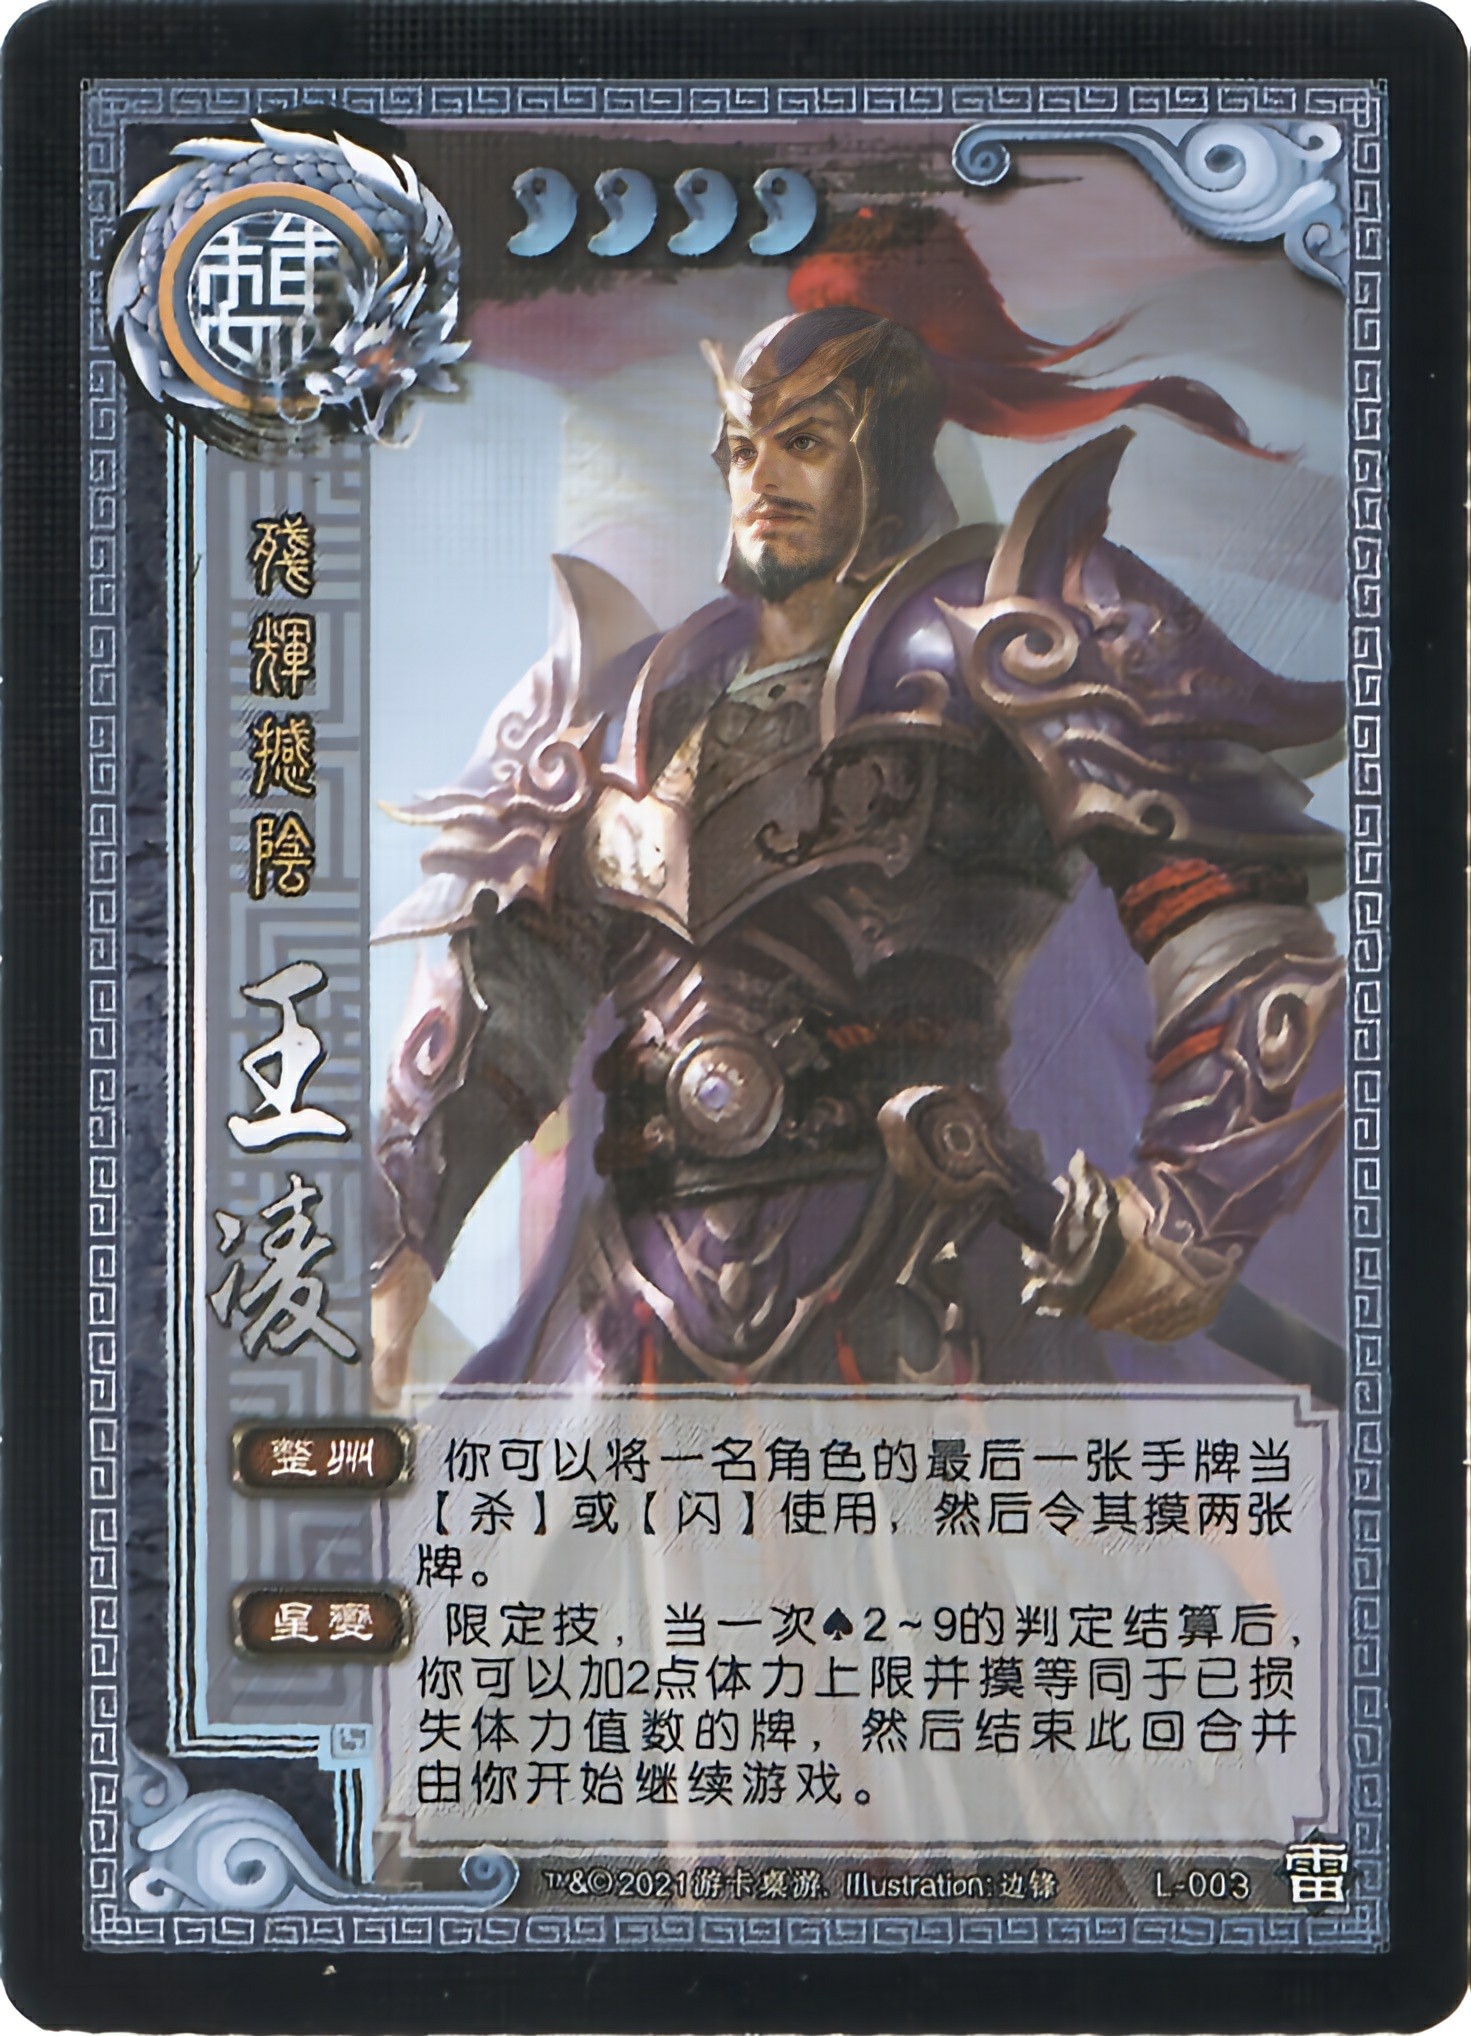 魏
殘輝撼陰
王凌
整州
你可以将一名角色的最后一张手牌当
【杀】或【闪】使用，然后令其摸两张
牌。
星變
限定技，当一次♠2~9的判定结算后，
你可以加2点体力上限并摸等同于已损
失体力值数的牌，然后结束此回合并
由你开始继续游戏。
™&©2021游卡桌游. Illustration:边锋
L-003
雷